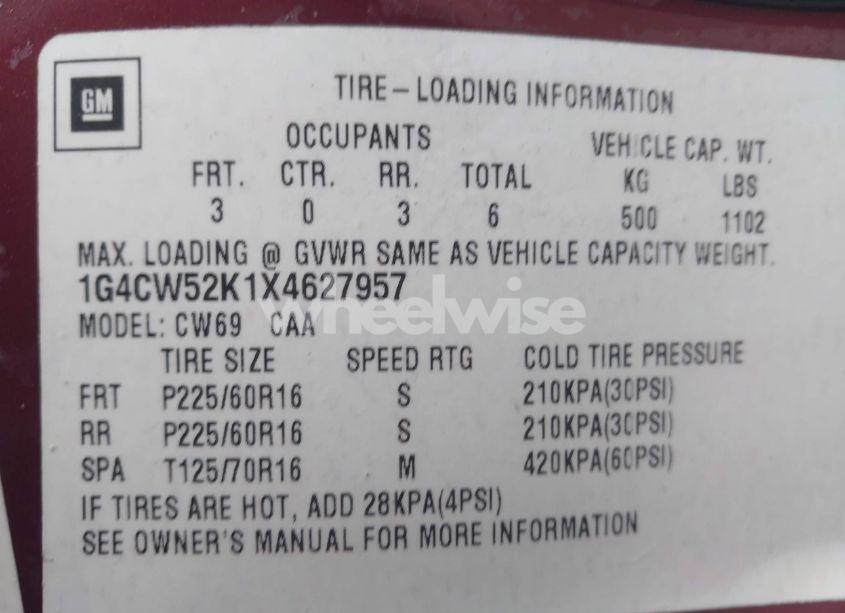 GM
TIRE-LOADING INFORMATION
OCCUPANTS VEHICLE CAP. WT.
FRT. CTR. RR. TOTAL KG LBS
3 0 3 6 500 1102
MAX. LOADING @ GVWR SAME AS VEHICLE CAPACITY WEIGHT.
1G4CW52K1X4627957
MODEL: CW69 CAA
wheelwise
TIRE SIZE SPEED RTG COLD TIRE PRESSURE
FRT P225/60R16 S 210KPA(30PSI)
RR P225/60R16 S 210KPA(30PSI)
SPA T125/70R16 M 420KPA(60PSI)
IF TIRES ARE HOT, ADD 28KPA(4PSI)
SEE OWNER'S MANUAL FOR MORE INFORMATION